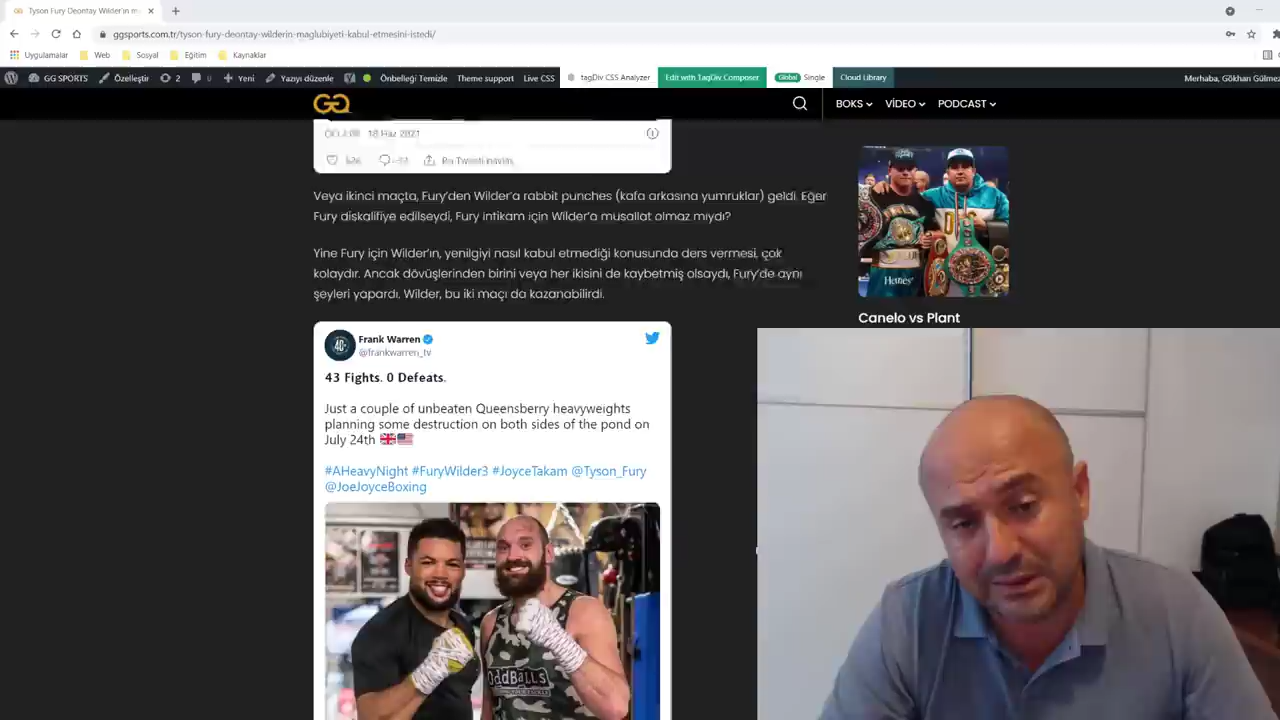 Tyson Fury Deontay Wilder'ın m
ggsports.com.tr/tyson-fury-deontay-wilderin-maglubiyeti-kabul-etmesini-istedi/
Uygulamalar Web Sosyal Eğitim Kaynaklar
GG SPORTS Özelleştir 2 0 Yeni Yazıyı düzenle Önbelleği Temizle Theme support Live CSS tagDiv CSS Analyzer Edit with TagDiv Composer Global Single Cloud Library Merhaba, Gökhan Gülmez
GG BOKS VİDEO PODCAST
18 Haz 2021
Bu Tweeti
Veya ikinci maçta, Fury'den Wilder'a rabbit punches (kafa arkasına yumruklar) geldi. Eğer
Fury diskalifiye edilseydi, Fury intikam için Wilder'a musallat olmaz mıydı?
Yine Fury için Wilder'ın, yenilgiyi nasıl kabul etmediği konusunda ders vermesi, çok
kolaydır. Ancak dövüşlerinden birini veya her ikisini de kaybetmiş olsaydı, Fury'de aynı
şeyleri yapardı. Wilder, bu iki maçı da kazanabilirdi.
Frank Warren
@frankwarren_tv
43 Fights. 0 Defeats.
Just a couple of unbeaten Queensberry heavyweights
planning some destruction on both sides of the pond on
July 24th
#AHeavyNight #FuryWilder3 #JoyceTakam @Tyson_Fury
@JoeJoyceBoxing
OddBalls
Canelo vs Plant